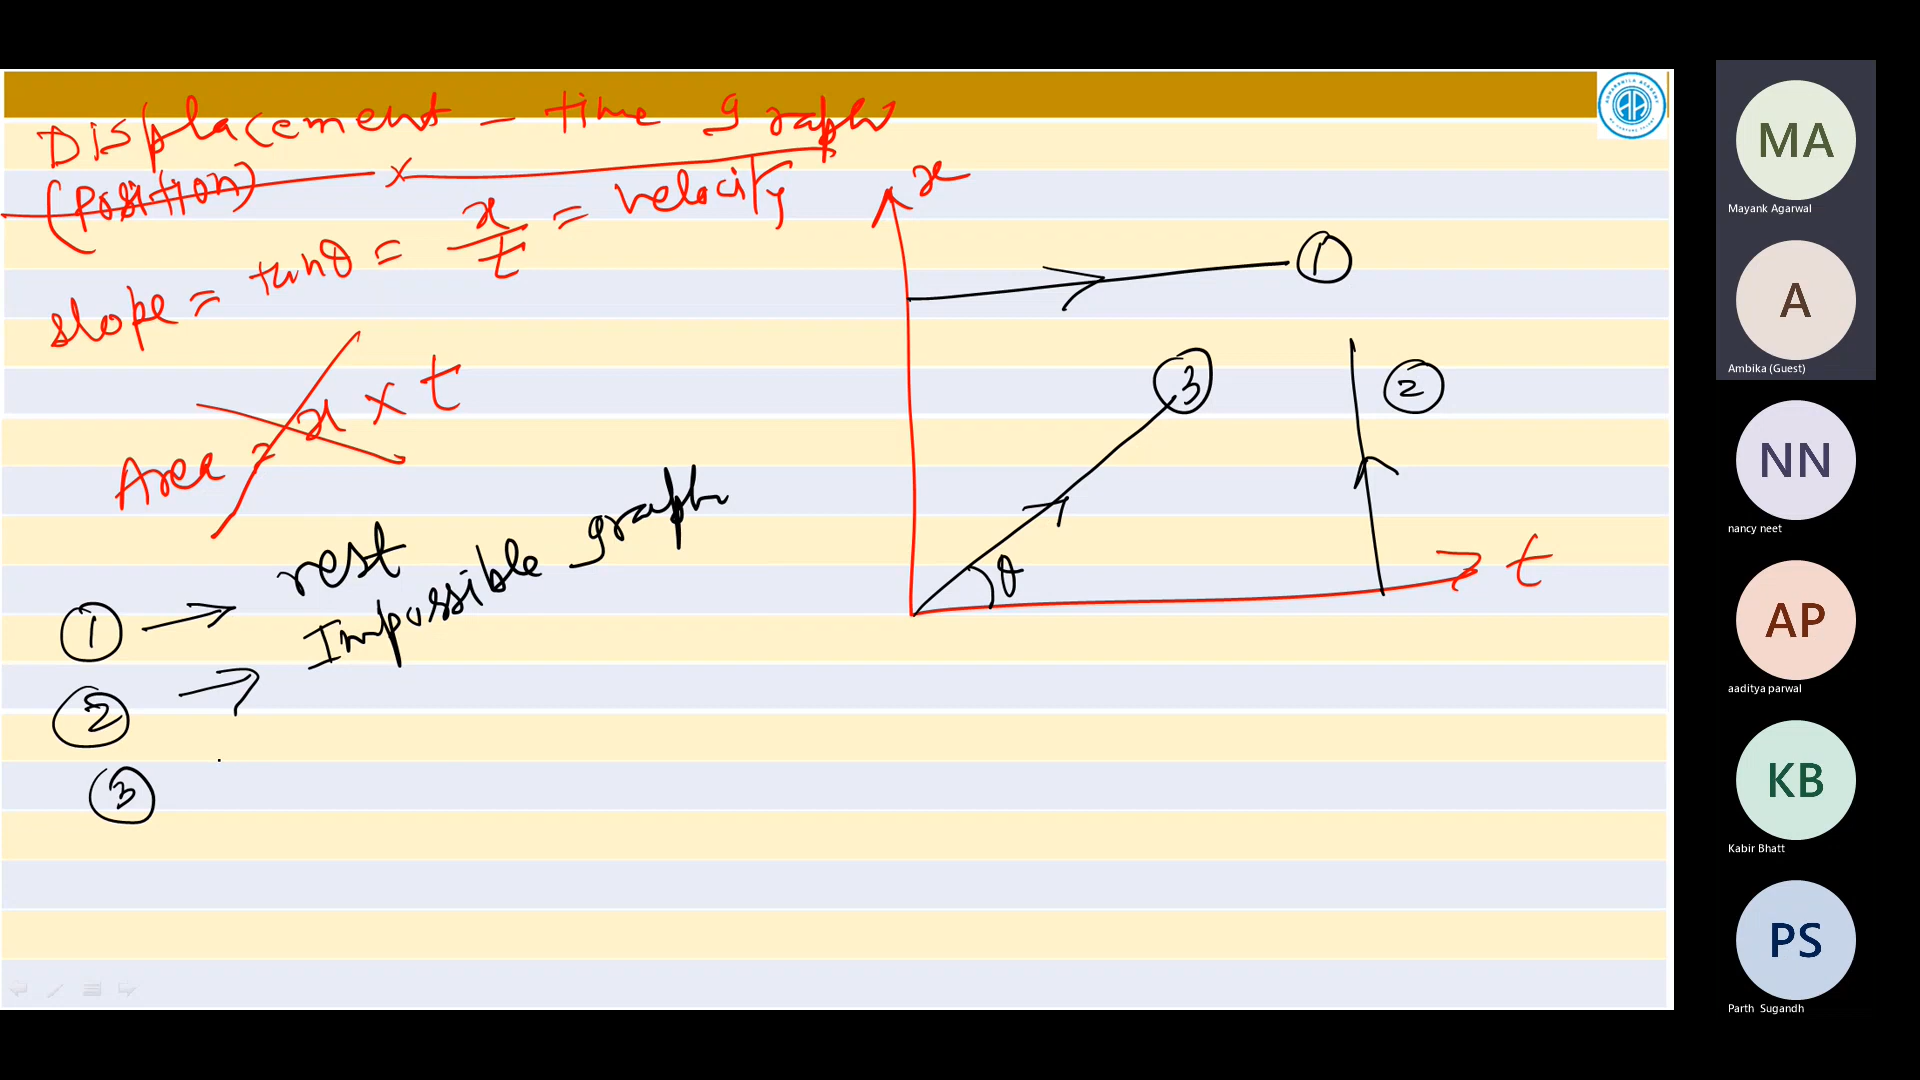 Displacement - time graph
(Position)
slope = tanθ = x/t = velocity
Area = x × t
① → rest
② → Impossible graph
③
x
①
③
②
θ
t
MA
Mayank Agarwal
A
Ambika (Guest)
NN
nancy neet
AP
aaditya parwal
KB
Kabir Bhatt
PS
Parth Sugandh